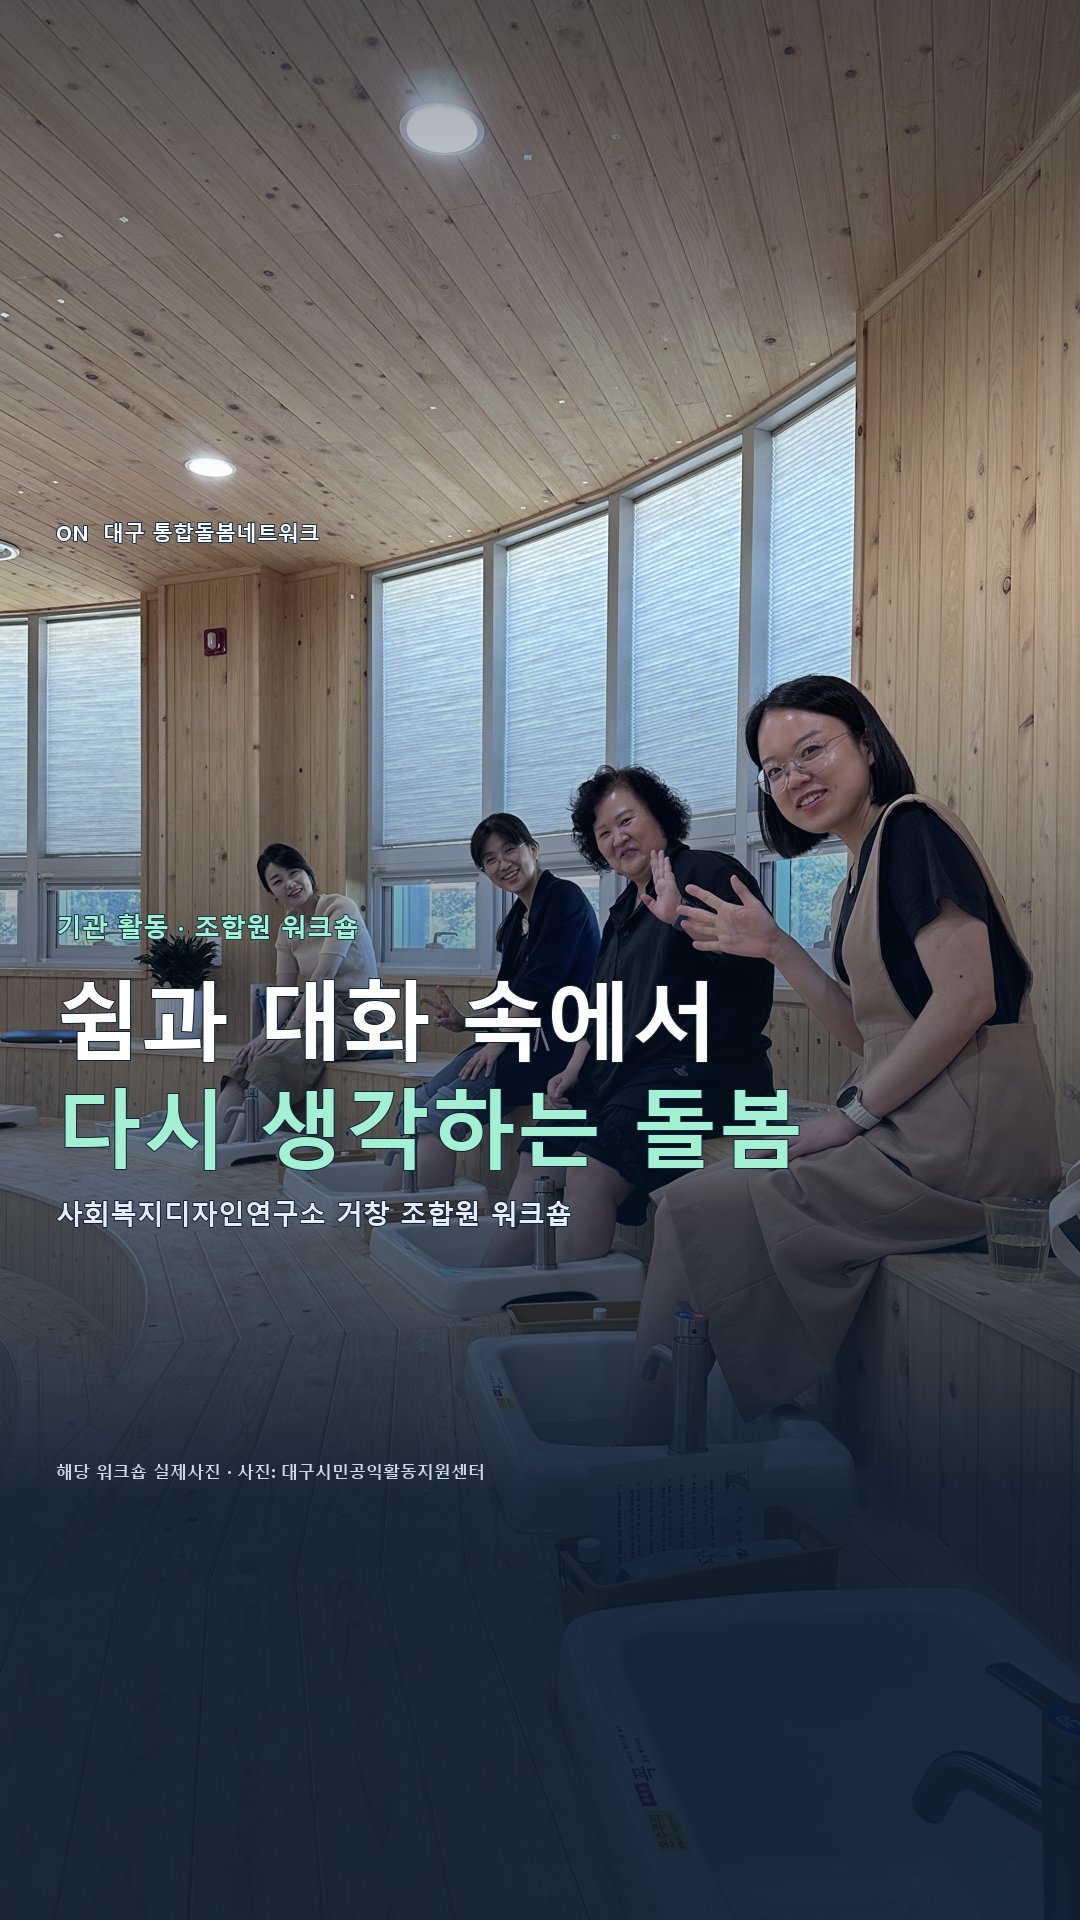 ON 대구 통합돌봄네트워크
기관 활동 · 조합원 워크숍
쉼과 대화 속에서
다시 생각하는 돌봄
사회복지디자인연구소 거창 조합원 워크숍
해당 워크숍 실제사진 · 사진: 대구시민공익활동지원센터